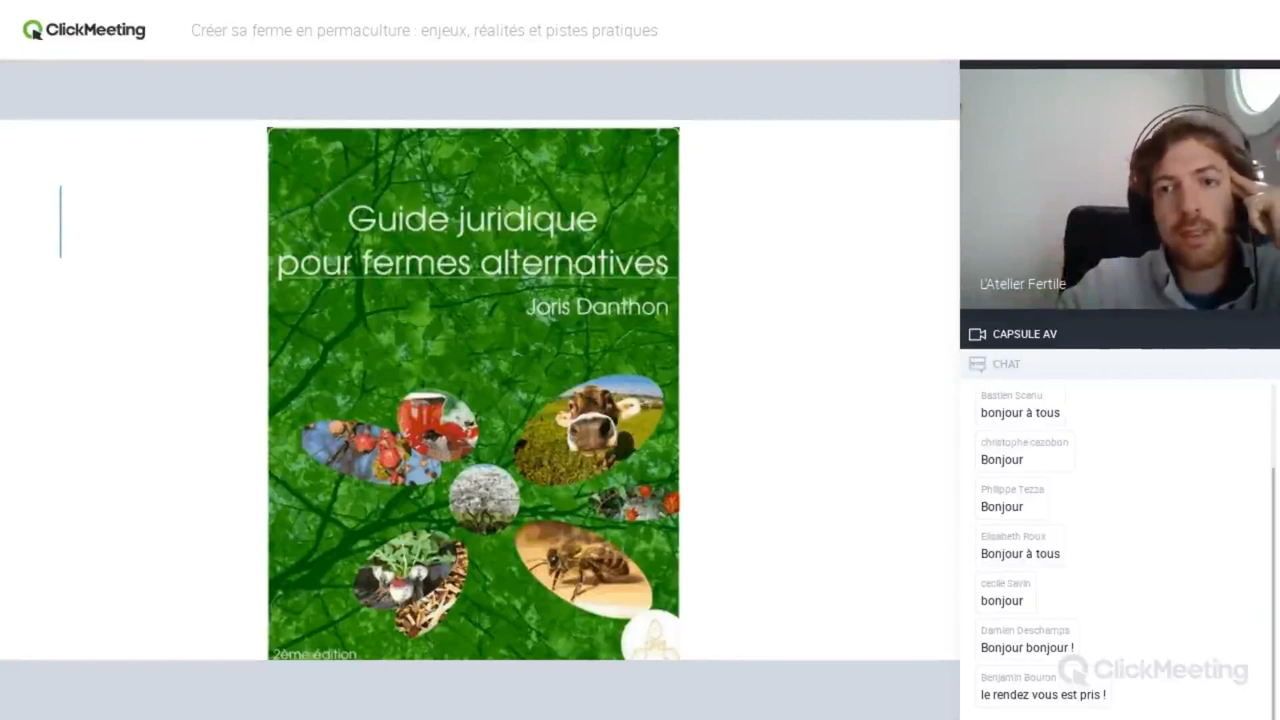 ClickMeeting
Créer sa ferme en permaculture : enjeux, réalités et pistes pratiques
Guide juridique
pour fermes alternatives
Joris Danthon
2ème édition
L'Atelier Fertile
CAPSULE AV
CHAT
Bastien Scanu
bonjour à tous
christophe cazobon
Bonjour
Philippe Tezza
Bonjour
Elisabeth Roux
Bonjour à tous
cecile Savin
bonjour
Damien Deschamps
Bonjour bonjour !
Benjamin Bouron
le rendez vous est pris !
ClickMeeting